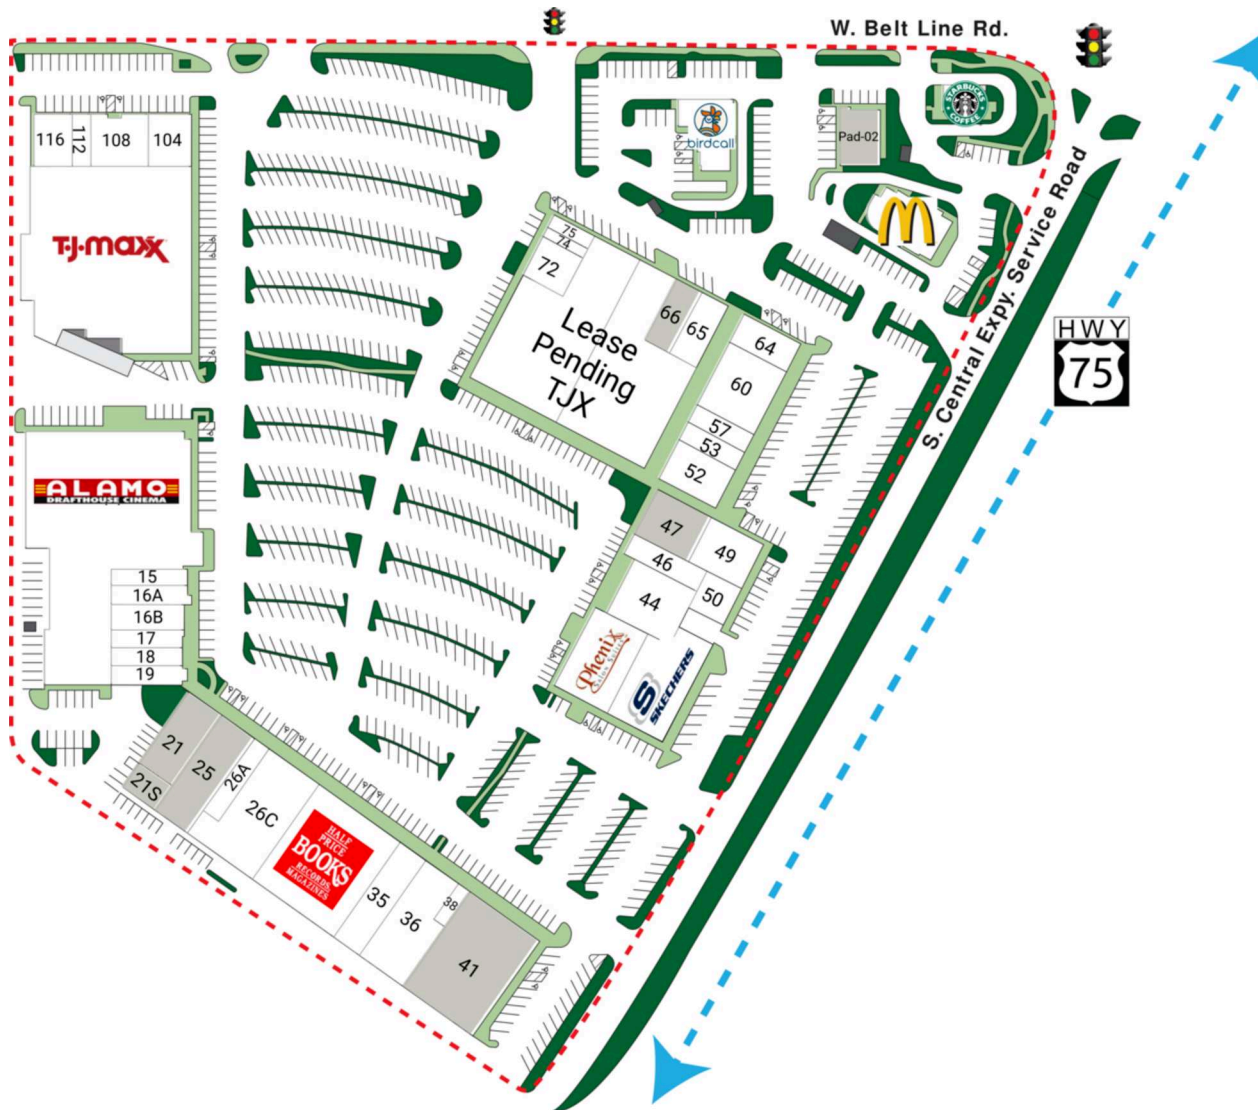 W. Belt Line Rd.
STARBUCKS
COFFEE
116
112
108
104
birdcall
Pad-02
T·J·maxx
75
74
72
66
65
64
60
57
53
52
Lease
Pending
TJX
S. Central Expy. Service Road
HWY
75
ALAMO
DRAFTHOUSE CINEMA
15
16A
16B
17
18
19
47
49
46
50
44
Phenix
Salon Suites
S
SKECHERS
21
21S
25
26A
26C
HALF
PRICE
BOOKS
RECORDS
MAGAZINES
35
36
38
41